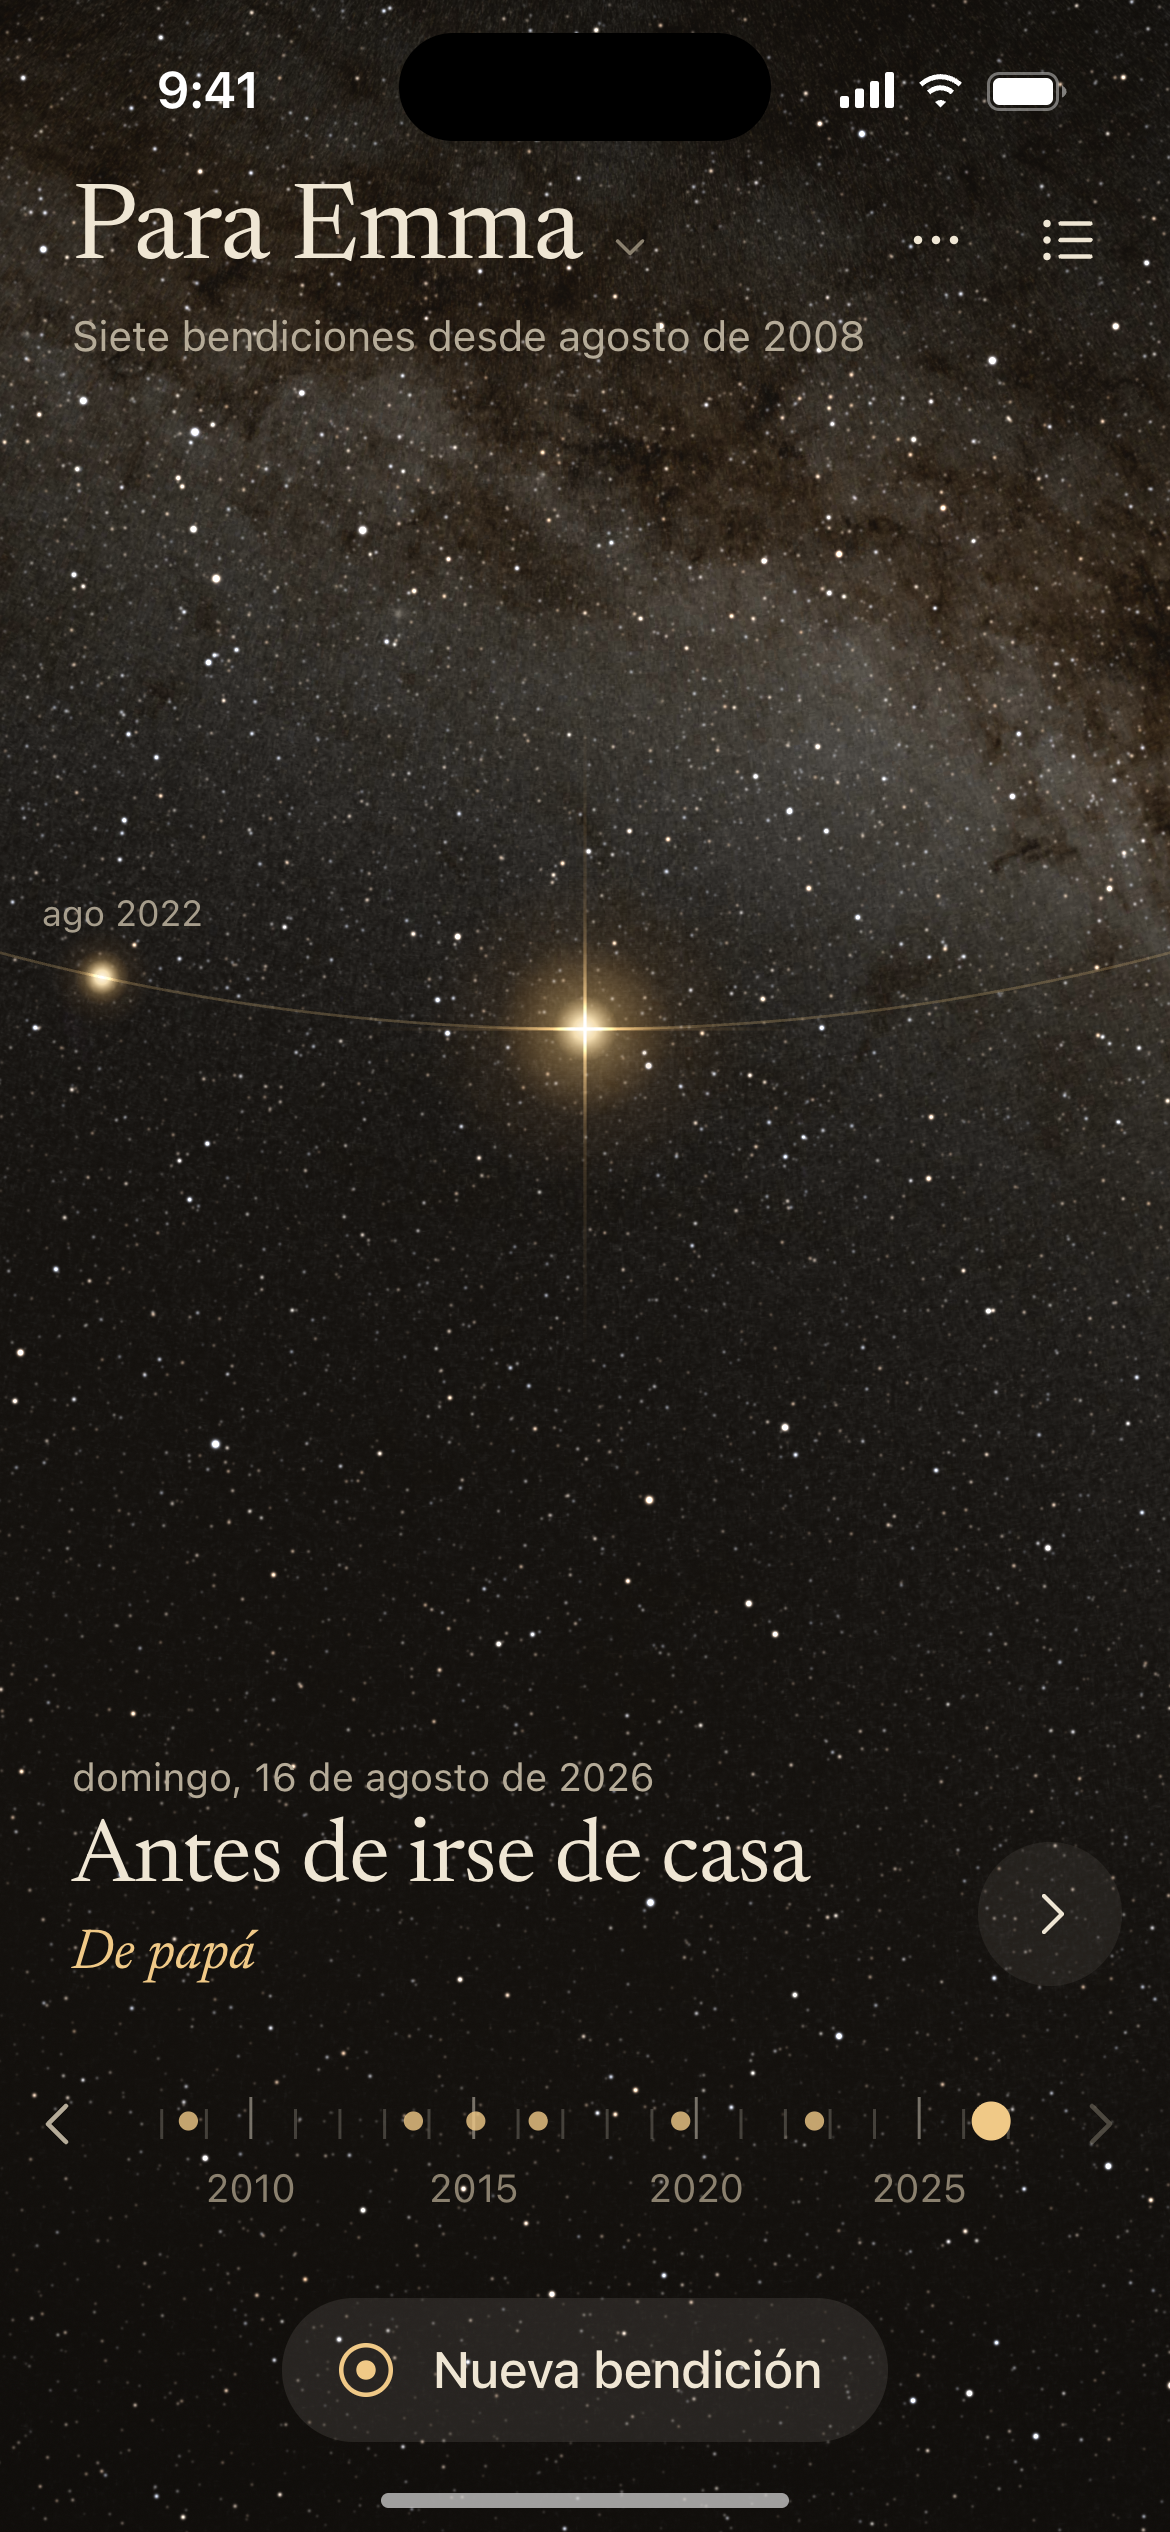 9:41
Para Emma
Siete bendiciones desde agosto de 2008
ago 2022
domingo, 16 de agosto de 2026
Antes de irse de casa
De papá
2010 2015 2020 2025
Nueva bendición